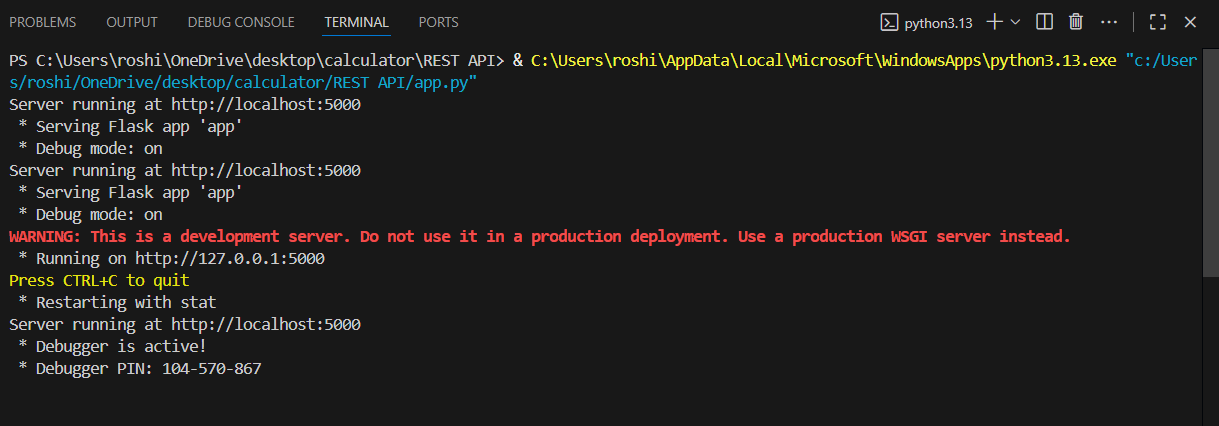 PROBLEMS OUTPUT DEBUG CONSOLE TERMINAL PORTS python3.13
PS C:\Users\roshi\OneDrive\desktop\calculator\REST API> & C:\Users\roshi\AppData\Local\Microsoft\WindowsApps\python3.13.exe "c:/User
s/roshi/OneDrive/desktop/calculator/REST API/app.py"
Server running at http://localhost:5000
 * Serving Flask app 'app'
 * Debug mode: on
Server running at http://localhost:5000
 * Serving Flask app 'app'
 * Debug mode: on
WARNING: This is a development server. Do not use it in a production deployment. Use a production WSGI server instead.
 * Running on http://127.0.0.1:5000
Press CTRL+C to quit
 * Restarting with stat
Server running at http://localhost:5000
 * Debugger is active!
 * Debugger PIN: 104-570-867